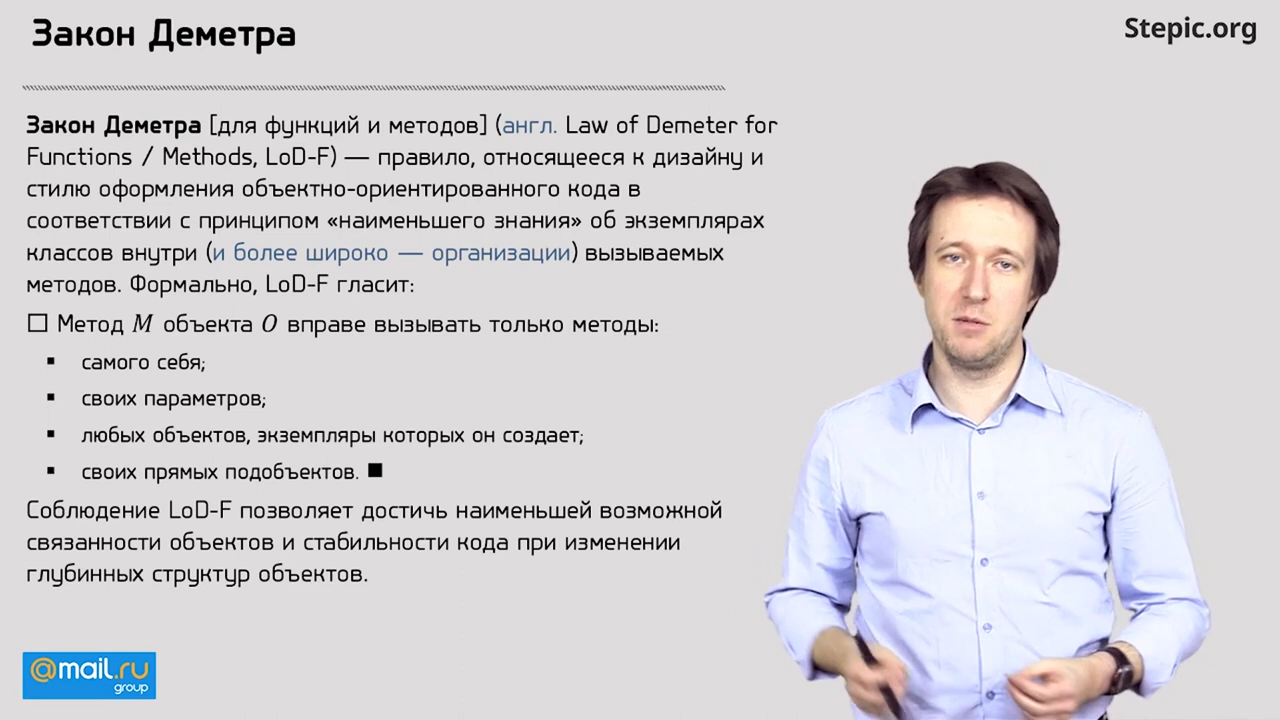 Закон Деметра
Stepic.org
Закон Деметра [для функций и методов] (англ. Law of Demeter for
Functions / Methods, LoD-F) — правило, относящееся к дизайну и
стилю оформления объектно-ориентированного кода в
соответствии с принципом «наименьшего знания» об экземплярах
классов внутри (и более широко — организации) вызываемых
методов. Формально, LoD-F гласит:
□ Метод M объекта O вправе вызывать только методы:
▪ самого себя;
▪ своих параметров;
▪ любых объектов, экземпляры которых он создает;
▪ своих прямых подобъектов. ■
Соблюдение LoD-F позволяет достичь наименьшей возможной
связанности объектов и стабильности кода при изменении
глубинных структур объектов.
@mail.ru
group